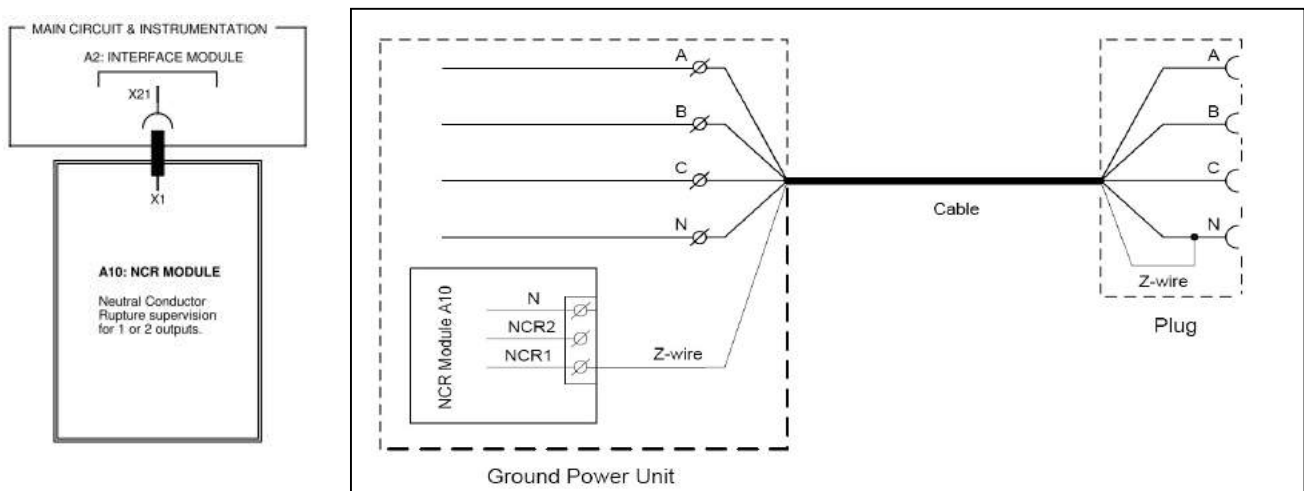 MAIN CIRCUIT & INSTRUMENTATION
A2: INTERFACE MODULE
X21
X1
A10: NCR MODULE
Neutral Conductor
Rupture supervision
for 1 or 2 outputs.
A
B
C
N
NCR Module A10
N
NCR2
NCR1
Z-wire
Ground Power Unit
Cable
A
B
C
N
Z-wire
Plug